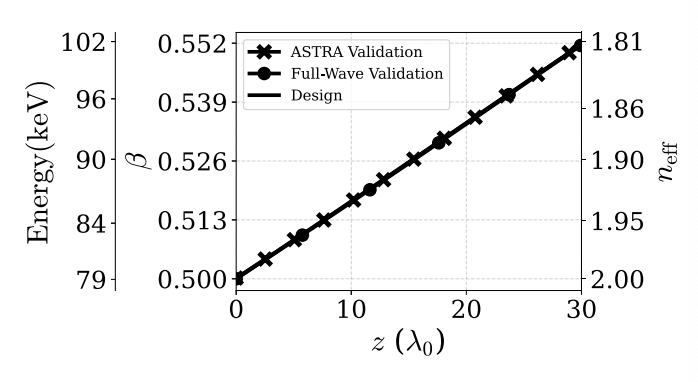 102 0.552 1.81
ASTRA Validation
Full-Wave Validation
Design
96 0.539 1.86
Energy(keV) 90 β 0.526 1.90 n_eff
84 0.513 1.95
79 0.500 2.00
0 10 20 30
z (λ₀)